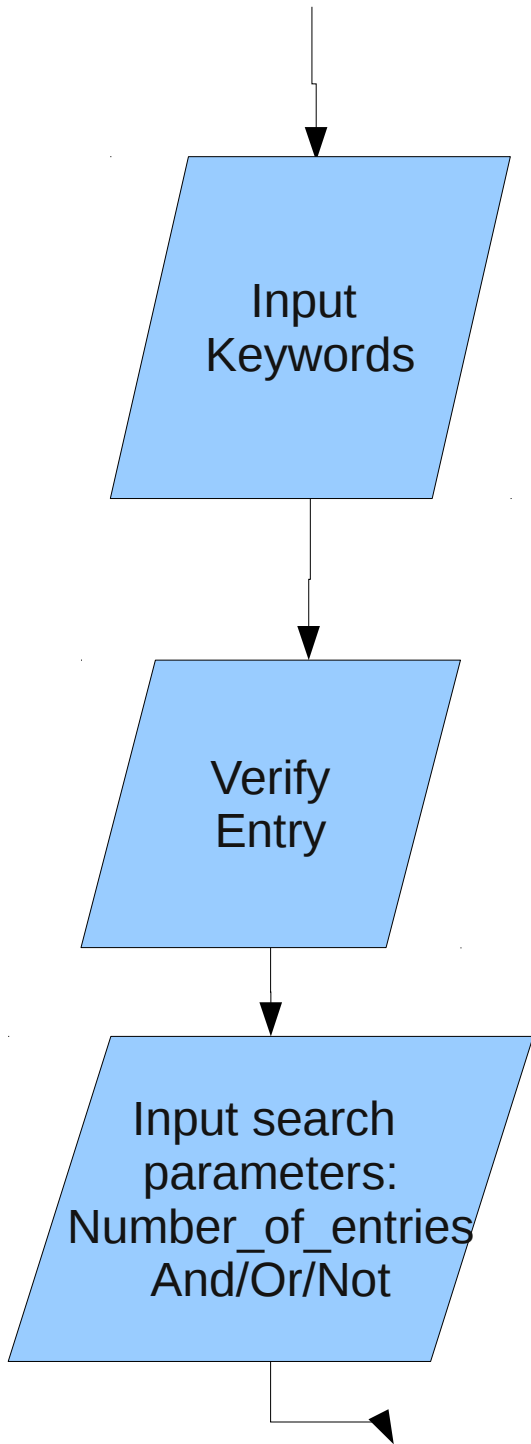 Input
Keywords
Verify
Entry
Input search
parameters:
Number_of_entries
And/Or/Not